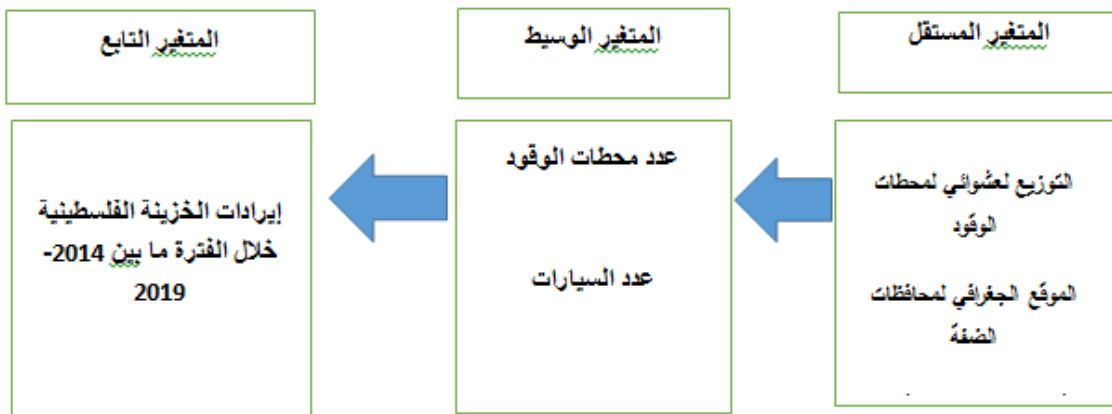 المتغير المستقل
المتغير الوسيط
المتغير التابع
التوزيع لعشوائي لمحطات
الوقود
الموقع الجغرافي لمحافظات
الضفة
عدد محطات الوقود
عدد السيارات
إيرادات الخزينة الفلسطينية
خلال الفترة ما بين 2014-
2019